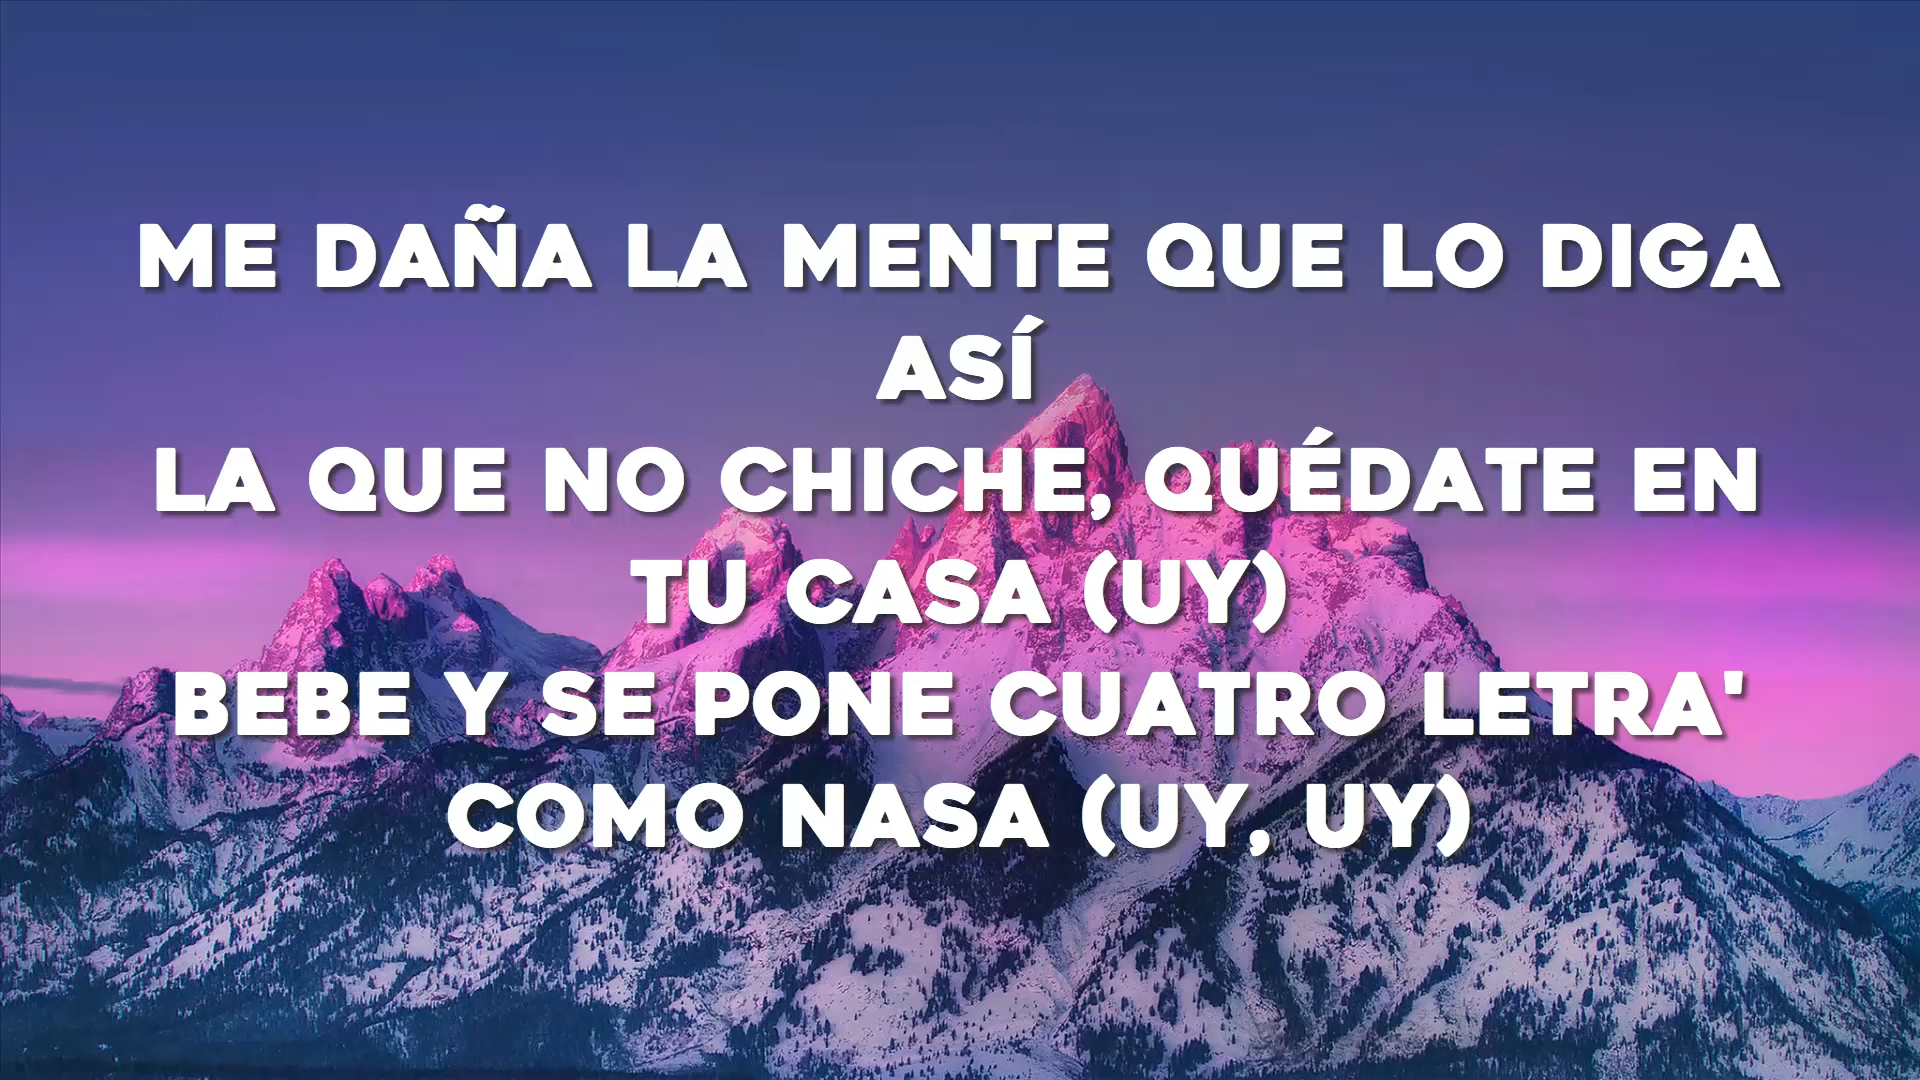 ME DAÑA LA MENTE QUE LO DIGA
ASÍ
LA QUE NO CHICHE, QUÉDATE EN
TU CASA (UY)
BEBE Y SE PONE CUATRO LETRA'
COMO NASA (UY, UY)